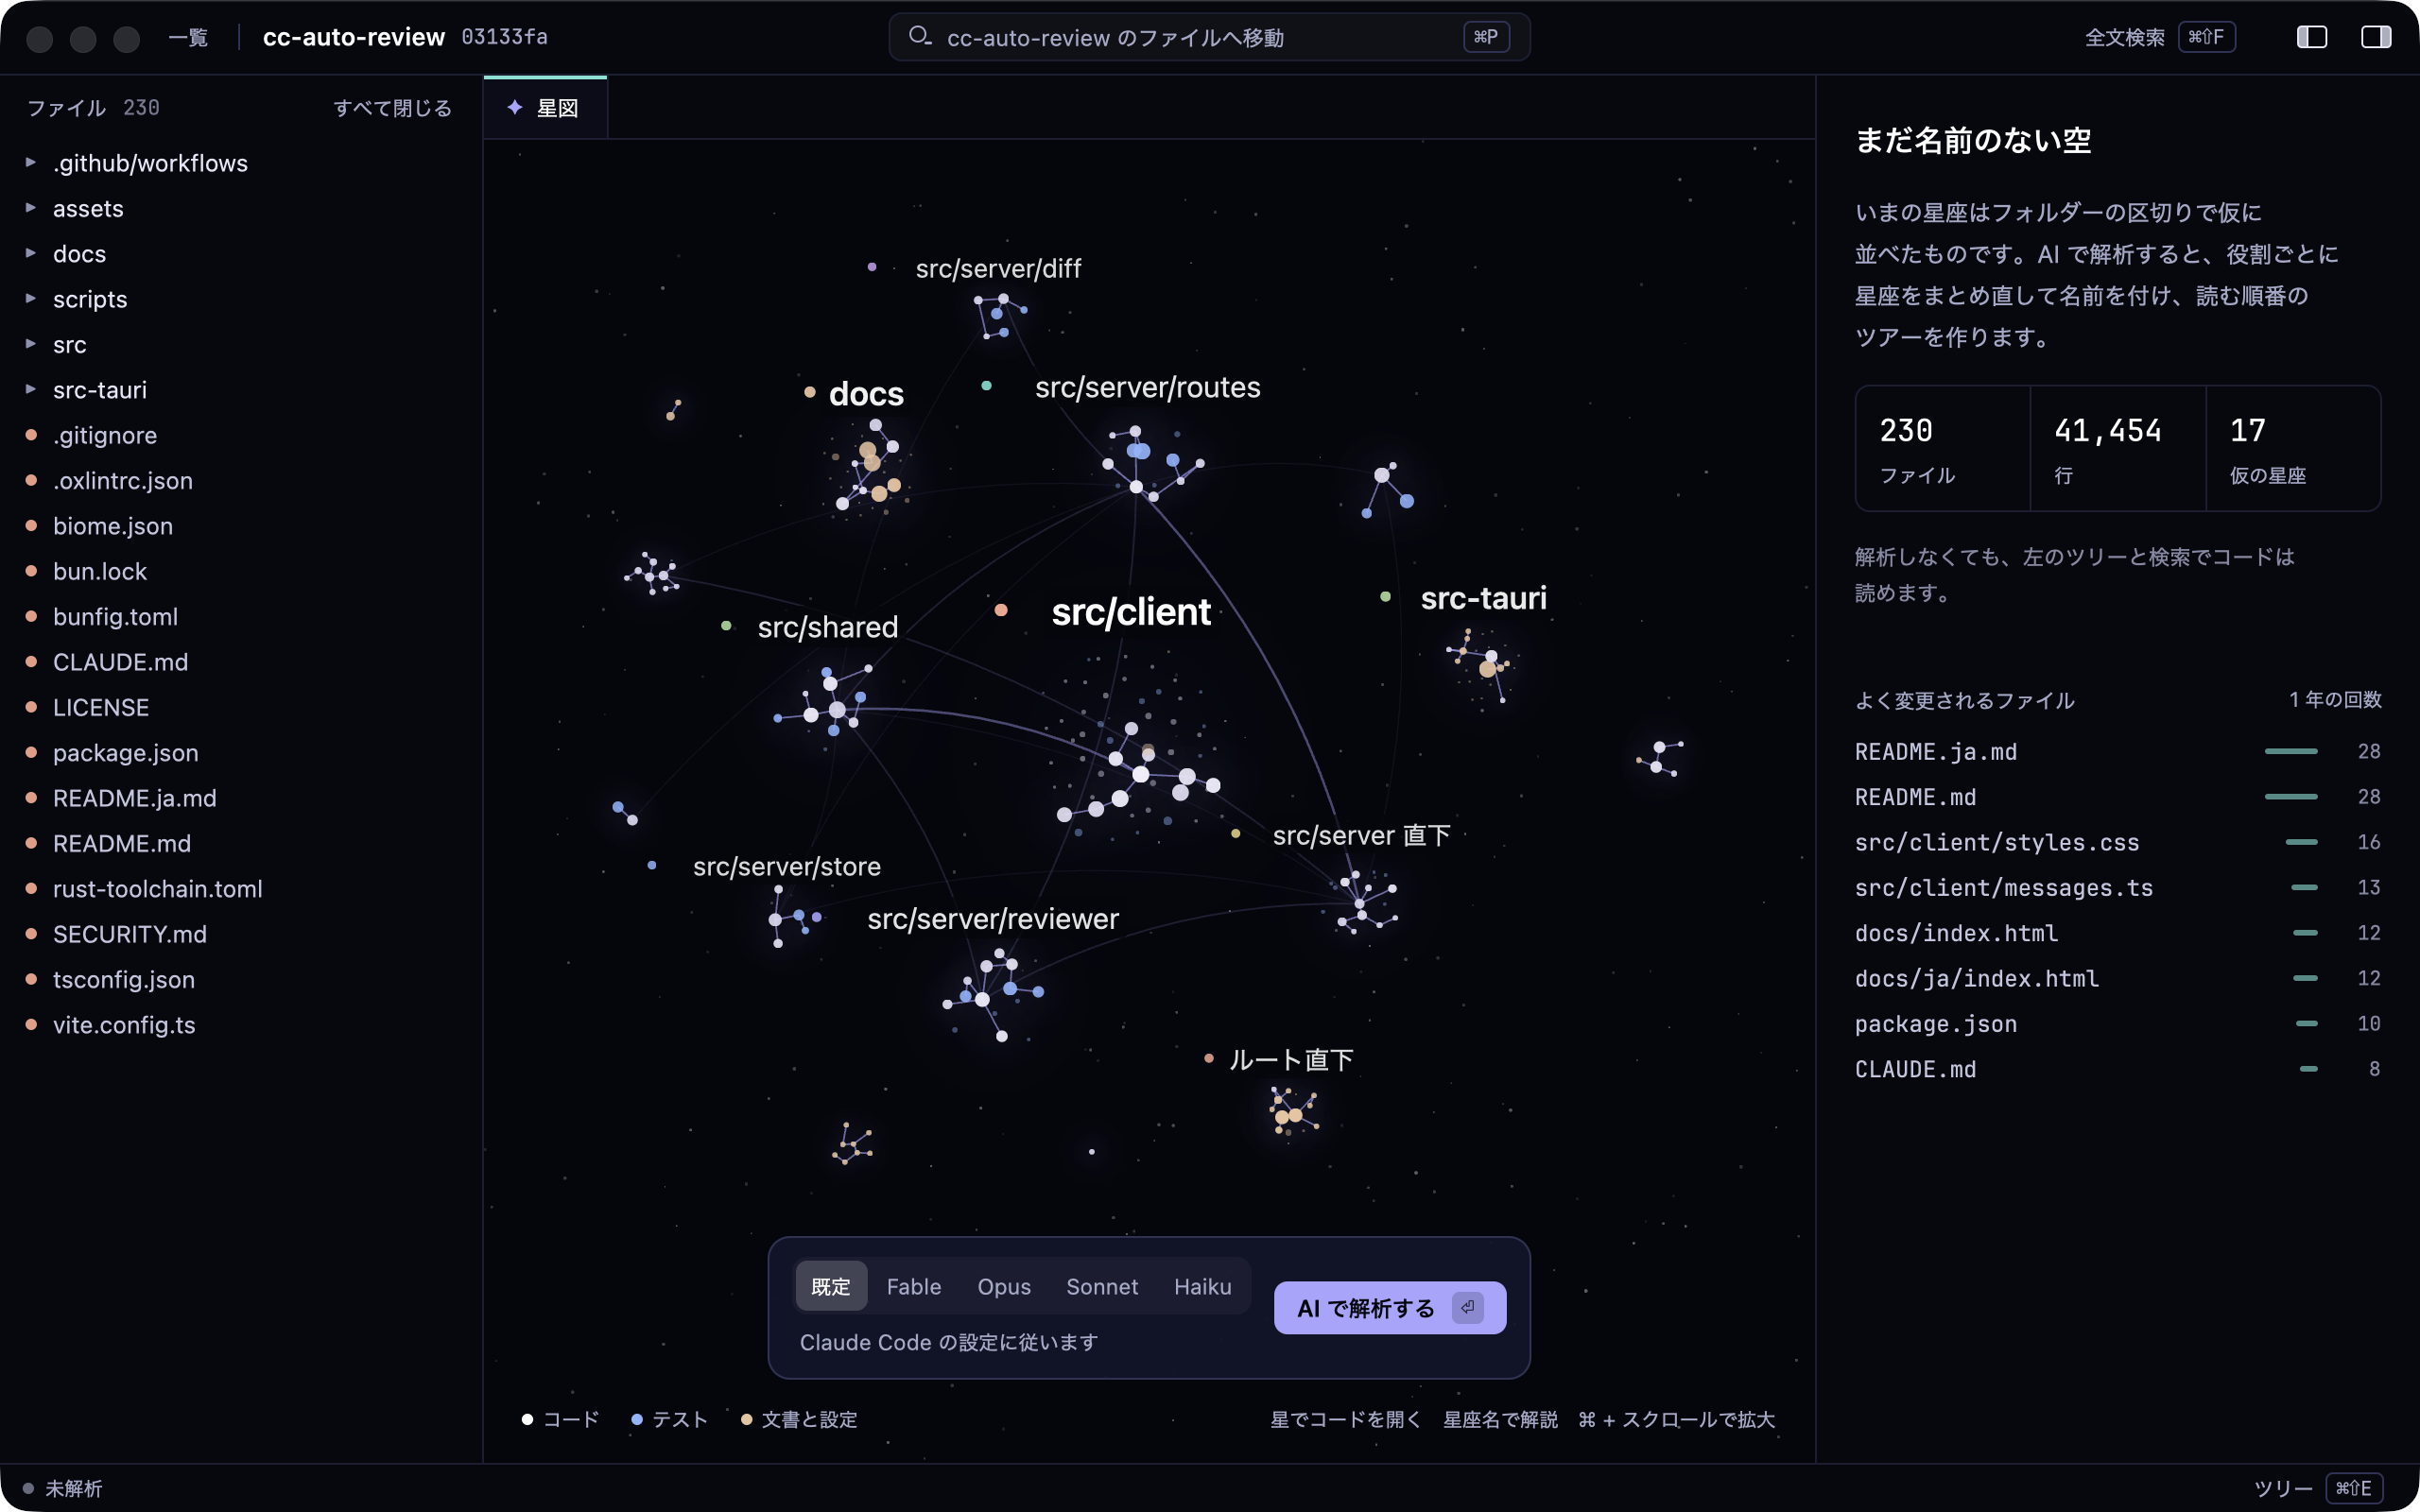 一覧
cc-auto-review 03133fa
cc-auto-review のファイルへ移動 ⌘P
全文検索 ⌘⇧F
ファイル 230
すべて閉じる
.github/workflows
assets
docs
scripts
src
src-tauri
.gitignore
.oxlintrc.json
biome.json
bun.lock
bunfig.toml
CLAUDE.md
LICENSE
package.json
README.ja.md
README.md
rust-toolchain.toml
SECURITY.md
tsconfig.json
vite.config.ts
星図
src/server/diff
docs
src/server/routes
src/client
src-tauri
src/shared
src/server 直下
src/server/store
src/server/reviewer
ルート直下
既定 Fable Opus Sonnet Haiku
Claude Code の設定に従います
AI で解析する ⏎
コード テスト 文書と設定
星でコードを開く 星座名で解説 ⌘ + スクロールで拡大
まだ名前のない空
いまの星座はフォルダーの区切りで仮に
並べたものです。AI で解析すると、役割ごとに
星座をまとめ直して名前を付け、読む順番の
ツアーを作ります。
230 41,454 17
ファイル 行 仮の星座
解析しなくても、左のツリーと検索でコードは
読めます。
よく変更されるファイル 1 年の回数
README.ja.md 28
README.md 28
src/client/styles.css 16
src/client/messages.ts 13
docs/index.html 12
docs/ja/index.html 12
package.json 10
CLAUDE.md 8
未解析
ツリー ⌘⇧E